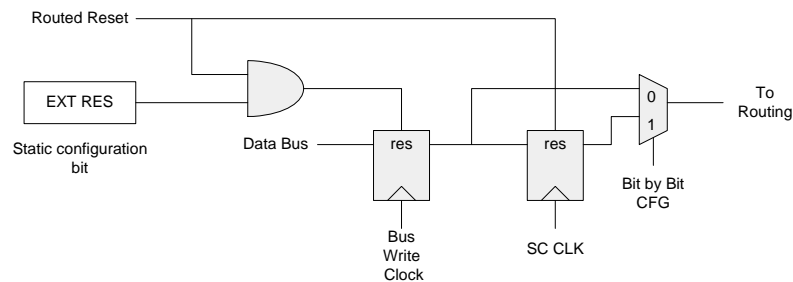 Routed Reset
EXT RES
Static configuration
bit
Data Bus
res
res
0
1
To
Routing
Bit by Bit
CFG
Bus
Write
Clock
SC CLK